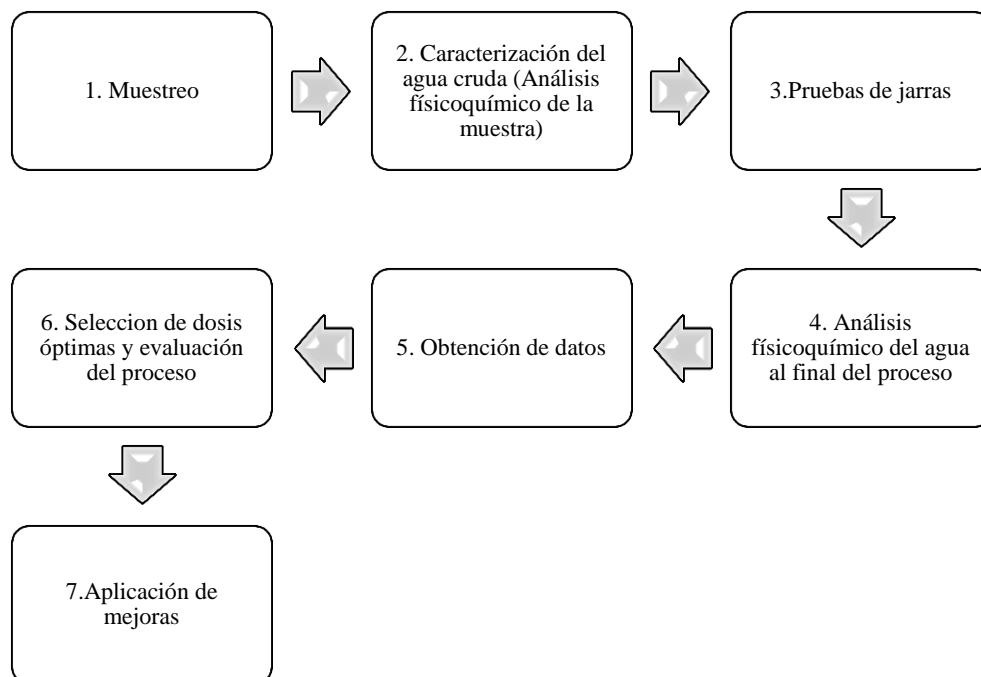 1. Muestreo
2. Caracterización del
agua cruda (Análisis
físicoquímico de la
muestra)
3.Pruebas de jarras
4. Análisis
físicoquímico del agua
al final del proceso
5. Obtención de datos
6. Seleccion de dosis
óptimas y evaluación
del proceso
7.Aplicación de
mejoras